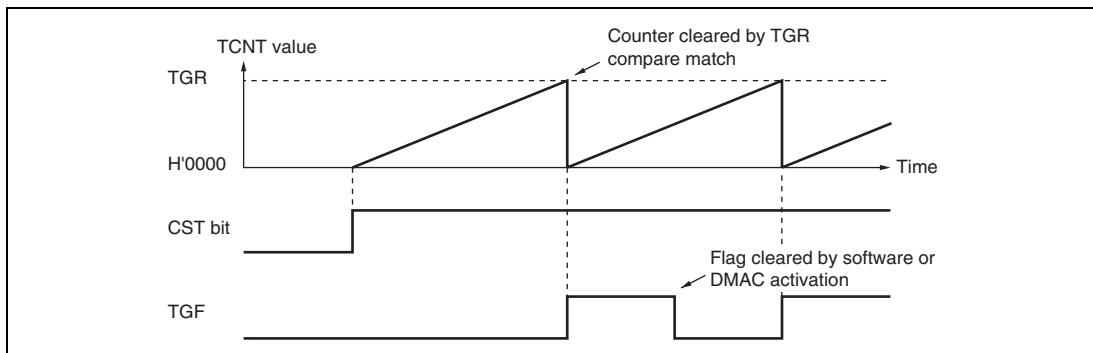 Counter cleared by TGR
compare match
TCNT value
TGR
H'0000
Time
CST bit
Flag cleared by software or
DMAC activation
TGF